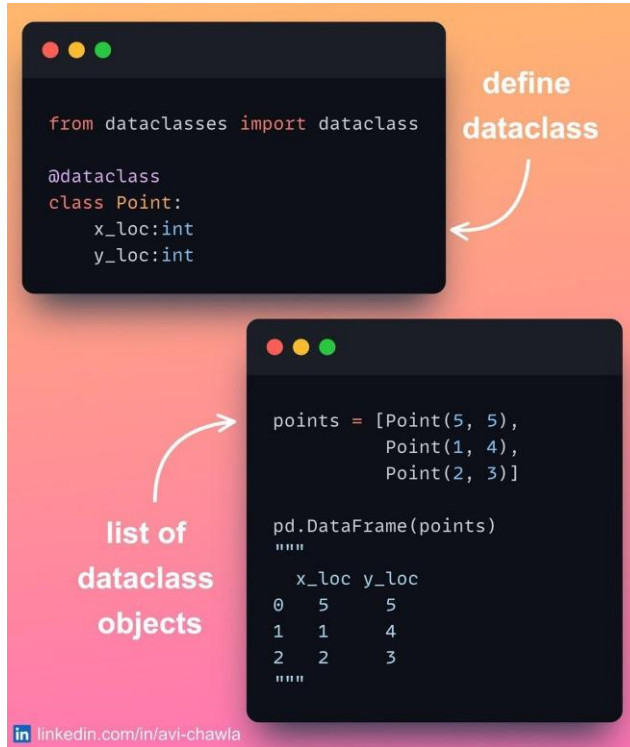 from dataclasses import dataclass
@dataclass
class Point:
    x_loc:int
    y_loc:int
define
dataclass
points = [Point(5, 5),
          Point(1, 4),
          Point(2, 3)]
pd.DataFrame(points)
"""
  x_loc y_loc
0   5     5
1   1     4
2   2     3
"""
list of
dataclass
objects
in linkedin.com/in/avi-chawla